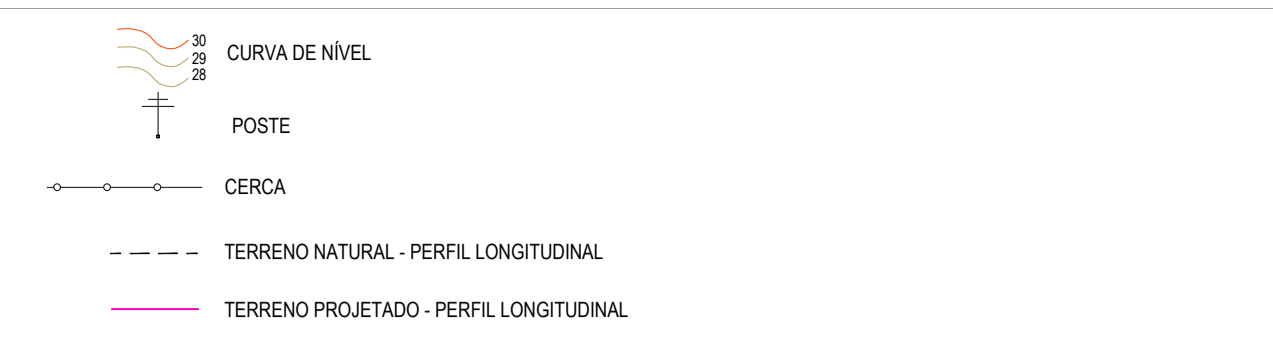 30
29
28
CURVA DE NÍVEL
POSTE
CERCA
TERRENO NATURAL - PERFIL LONGITUDINAL
TERRENO PROJETADO - PERFIL LONGITUDINAL